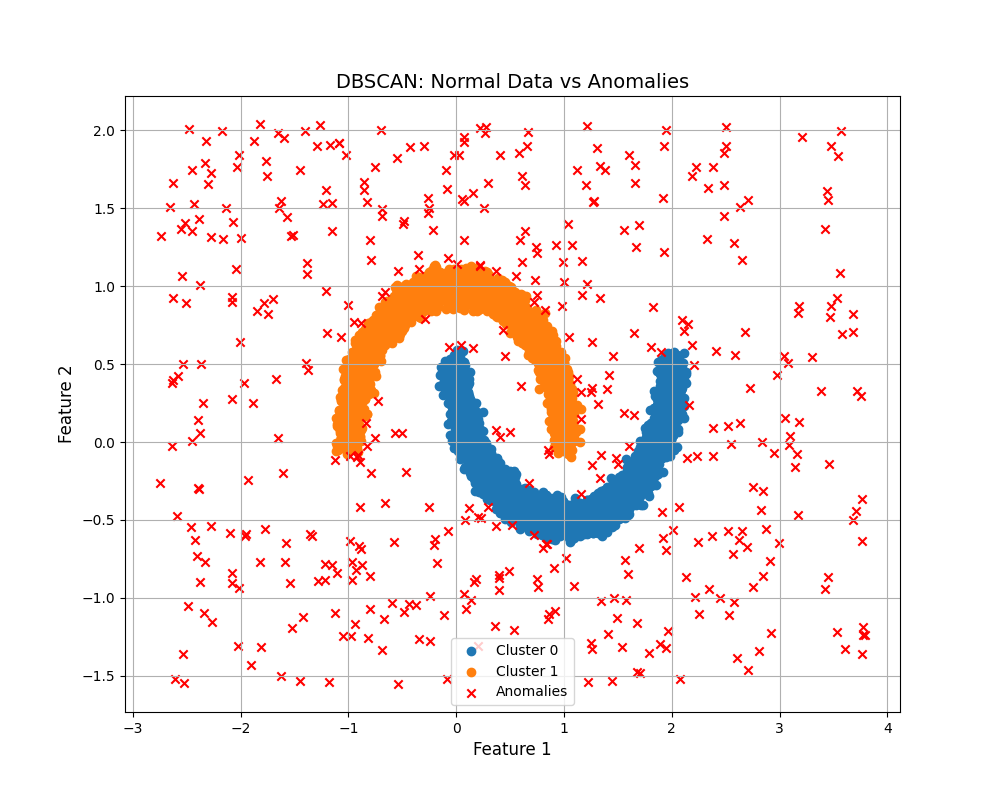 DBSCAN: Normal Data vs Anomalies
2.0
1.5
1.0
0.5
0.0
−0.5
−1.0
−1.5
Feature 2
Cluster 0
Cluster 1
Anomalies
−3 −2 −1 0 1 2 3 4
Feature 1